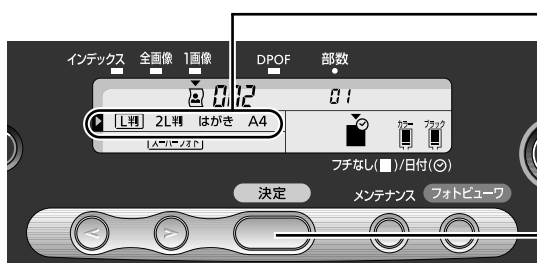 インデックス 全画像 1画像 DPOF 部数
002 01
L判 2L判 はがき A4 カラー ブラック
スーパーフォト
フチなし( )/日付( )
決定 メンテナンス フォトビューワ